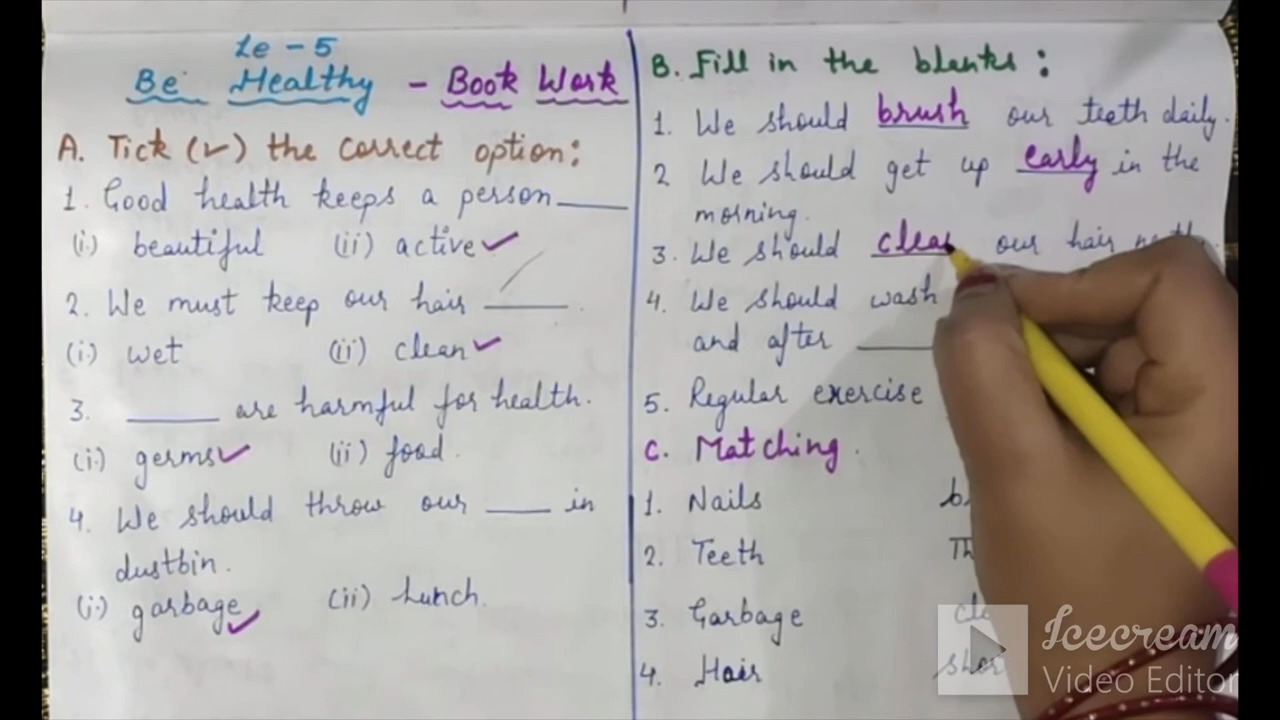 Le - 5
Be Healthy - Book Work
A. Tick (✓) the correct option:
1. Good health keeps a person ____
(i) beautiful (ii) active ✓
2. We must keep our hair ____.
(i) wet (ii) clean ✓
3. ____ are harmful for health.
(i) germs ✓ (ii) food.
4. We should throw our ____ in
dustbin.
(i) garbage ✓ (ii) lunch.
B. Fill in the blanks:
1. We should brush our teeth daily.
2 We should get up early in the
morning.
3. We should clean our hair
4. We should wash
and after ____
5. Regular exercise
C. Matching.
1. Nails
2. Teeth
3. Garbage
4. Hair
Icecream
Video Editor